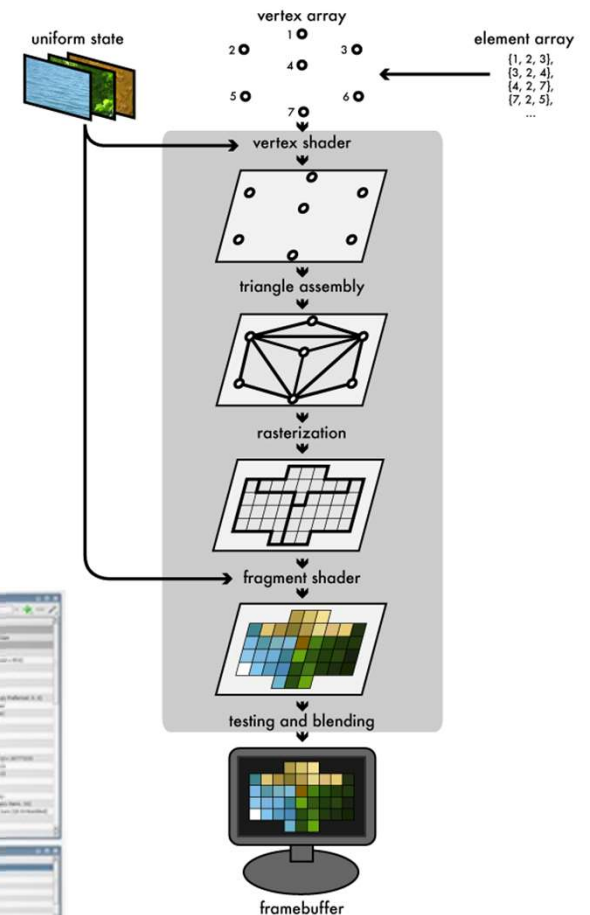 vertex array
uniform state
element array
1
2
3
4
5
6
7
{1, 2, 3},
{3, 2, 4},
{4, 2, 7},
{7, 2, 5},
...
vertex shader
triangle assembly
rasterization
fragment shader
testing and blending
framebuffer